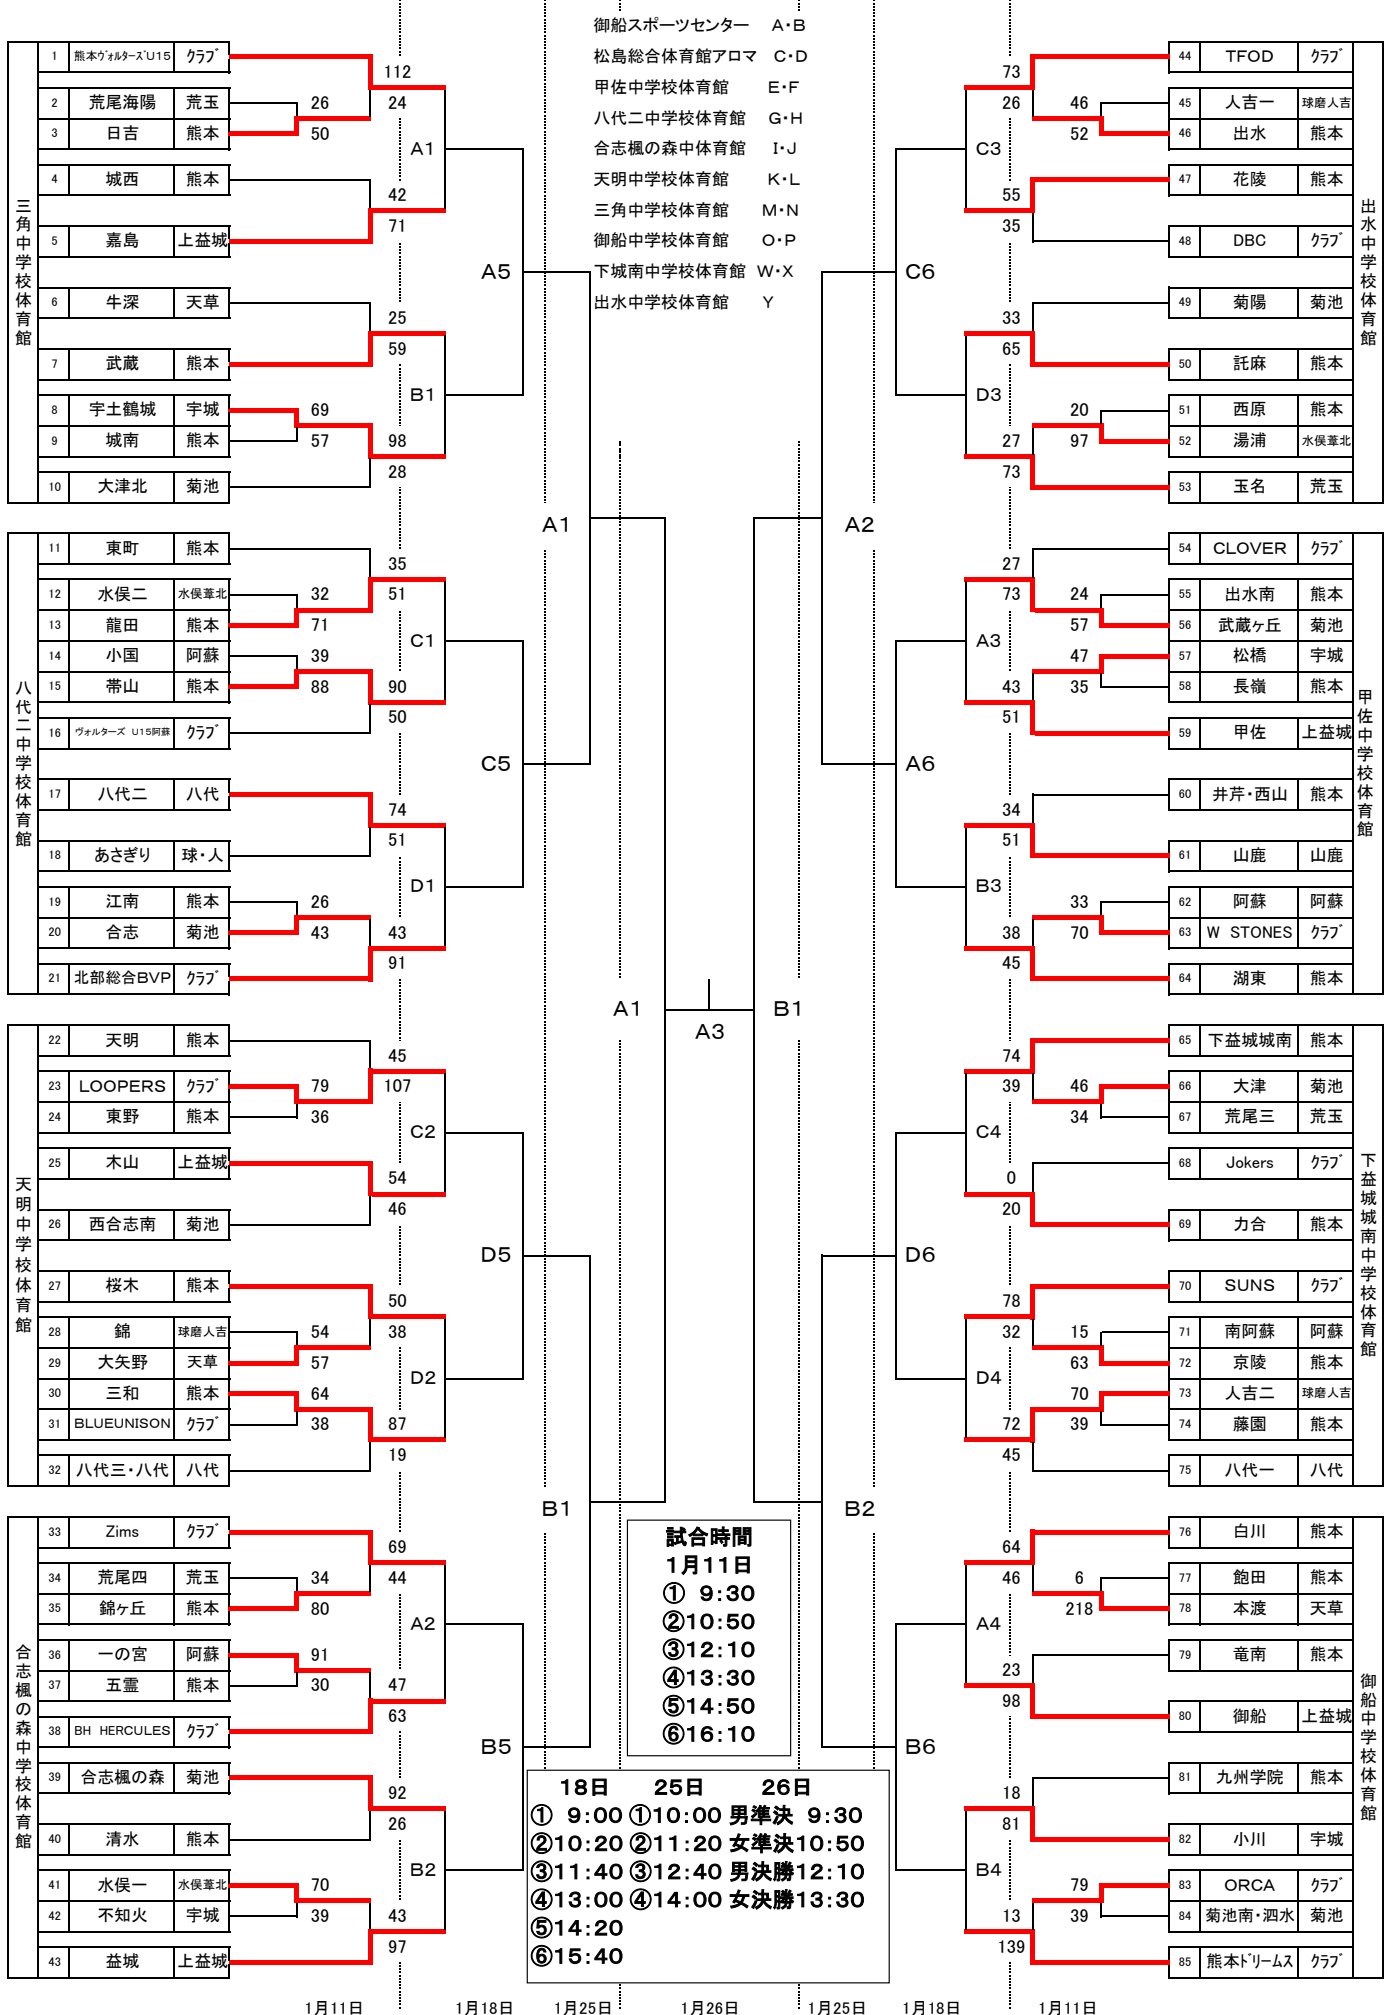 御船スポーツセンター A・B
松島総合体育館アロマ C・D
甲佐中学校体育館 E・F
八代二中学校体育館 G・H
合志楓の森中体育館 I・J
天明中学校体育館 K・L
三角中学校体育館 M・N
御船中学校体育館 O・P
下城南中学校体育館 W・X
出水中学校体育館 Y
三角中学校体育館
1 熊本ヴォルターズU15 クラブ 112
2 荒尾海陽 荒玉 26 24
3 日吉 熊本 50
A1
4 城西 熊本 42
5 嘉島 上益城 71
A5
6 牛深 天草 25
7 武蔵 熊本 59
B1
8 宇土鶴城 宇城 69
9 城南 熊本 57 98
10 大津北 菊池 28
A1
八代二中学校体育館
11 東町 熊本 35
12 水俣二 水俣葦北 32 51
13 龍田 熊本 71
C1
14 小国 阿蘇 39
15 帯山 熊本 88 90
16 ヴォルターズ U15阿蘇 クラブ 50
C5
17 八代二 八代 74
18 あさぎり 球・人 51
D1
19 江南 熊本 26
20 合志 菊池 43 43
21 北部総合BVP クラブ 91
A1
天明中学校体育館
22 天明 熊本 45
23 LOOPERS クラブ 79 107
24 東野 熊本 36
C2
25 木山 上益城 54
26 西合志南 菊池 46
D5
27 桜木 熊本 50
28 錦 球磨人吉 54 38
29 大矢野 天草 57
D2
30 三和 熊本 64
31 BLUEUNISON クラブ 38 87
32 八代三・八代 八代 19
B1
合志楓の森中学校体育館
33 Zims クラブ 69
34 荒尾四 荒玉 34 44
35 錦ヶ丘 熊本 80
A2
36 一の宮 阿蘇 91
37 五霊 熊本 30 47
38 BH HERCULES クラブ 63
B5
39 合志楓の森 菊池 92
40 清水 熊本 26
B2
41 水俣一 水俣葦北 70
42 不知火 宇城 39 43
43 益城 上益城 97
A3
出水中学校体育館
73 44 TFOD クラブ
26 46 45 人吉一 球磨人吉
52 46 出水 熊本
C3
55 47 花陵 熊本
35 48 DBC クラブ
C6
33 49 菊陽 菊池
65 50 託麻 熊本
D3
20 51 西原 熊本
27 97 52 湯浦 水俣葦北
73 53 玉名 荒玉
A2
甲佐中学校体育館
27 54 CLOVER クラブ
73 24 55 出水南 熊本
57 56 武蔵ヶ丘 菊池
A3
47 57 松橋 宇城
43 35 58 長嶺 熊本
51 59 甲佐 上益城
A6
34 60 井芹・西山 熊本
51 61 山鹿 山鹿
B3
33 62 阿蘇 阿蘇
38 70 63 W STONES クラブ
45 64 湖東 熊本
B1
下益城城南中学校体育館
74 65 下益城城南 熊本
39 46 66 大津 菊池
34 67 荒尾三 荒玉
C4
0 68 Jokers クラブ
20 69 力合 熊本
D6
78 70 SUNS クラブ
32 15 71 南阿蘇 阿蘇
63 72 京陵 熊本
D4
70 73 人吉二 球磨人吉
72 39 74 藤園 熊本
45 75 八代一 八代
B2
御船中学校体育館
64 76 白川 熊本
46 6 77 飽田 熊本
218 78 本渡 天草
A4
23 79 竜南 熊本
98 80 御船 上益城
B6
18 81 九州学院 熊本
81 82 小川 宇城
B4
79 83 ORCA クラブ
13 39 84 菊池南・泗水 菊池
139 85 熊本ドリームス クラブ
試合時間
1月11日
① 9:30
②10:50
③12:10
④13:30
⑤14:50
⑥16:10
18日 25日 26日
① 9:00 ①10:00 男準決 9:30
②10:20 ②11:20 女準決10:50
③11:40 ③12:40 男決勝12:10
④13:00 ④14:00 女決勝13:30
⑤14:20
⑥15:40
1月11日 1月18日 1月25日 1月26日 1月25日 1月18日 1月11日